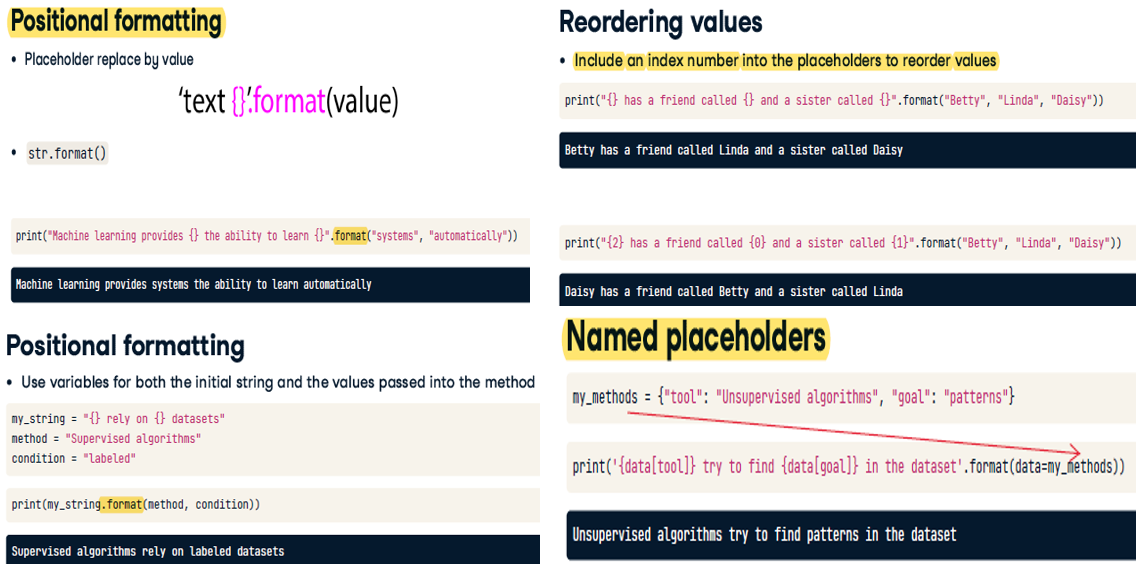 Positional formatting
• Placeholder replace by value
‘text {}’.format(value)
• str.format()
print("Machine learning provides {} the ability to learn {}".format("systems", "automatically"))
Machine learning provides systems the ability to learn automatically
Positional formatting
• Use variables for both the initial string and the values passed into the method
my_string = "{} rely on {} datasets"
method = "Supervised algorithms"
condition = "labeled"
print(my_string.format(method, condition))
Supervised algorithms rely on labeled datasets
Reordering values
• Include an index number into the placeholders to reorder values
print("{} has a friend called {} and a sister called {}".format("Betty", "Linda", "Daisy"))
Betty has a friend called Linda and a sister called Daisy
print("{2} has a friend called {0} and a sister called {1}".format("Betty", "Linda", "Daisy"))
Daisy has a friend called Betty and a sister called Linda
Named placeholders
my_methods = {"tool": "Unsupervised algorithms", "goal": "patterns"}
print('{data[tool]} try to find {data[goal]} in the dataset'.format(data=my_methods))
Unsupervised algorithms try to find patterns in the dataset